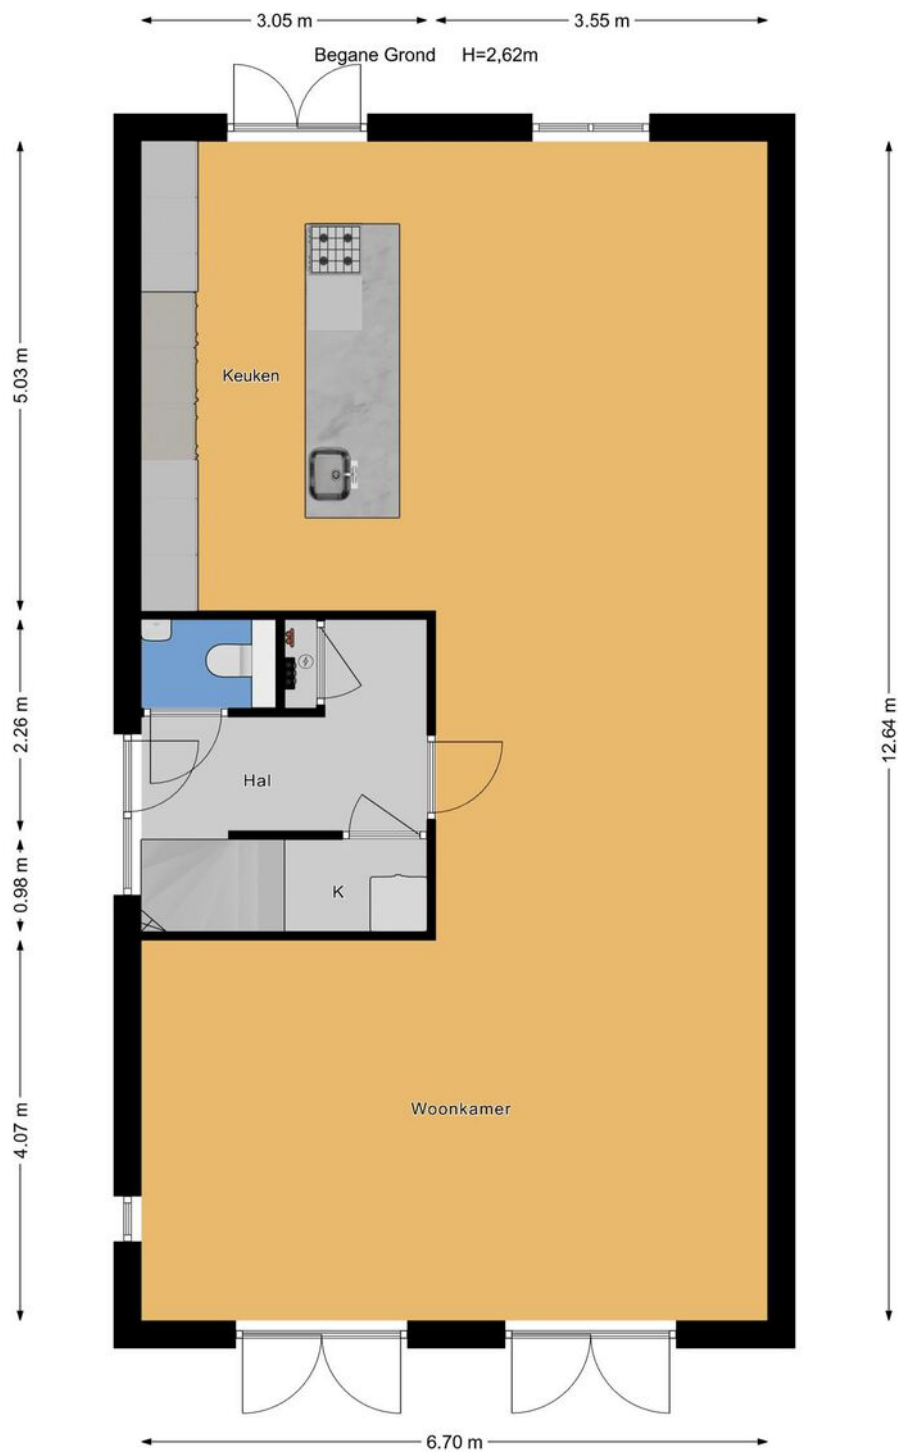 3.05 m
3.55 m
Begane Grond H=2,62m
5.03 m
Keuken
2.26 m
12.64 m
Hal
0.98 m
K
4.07 m
Woonkamer
6.70 m